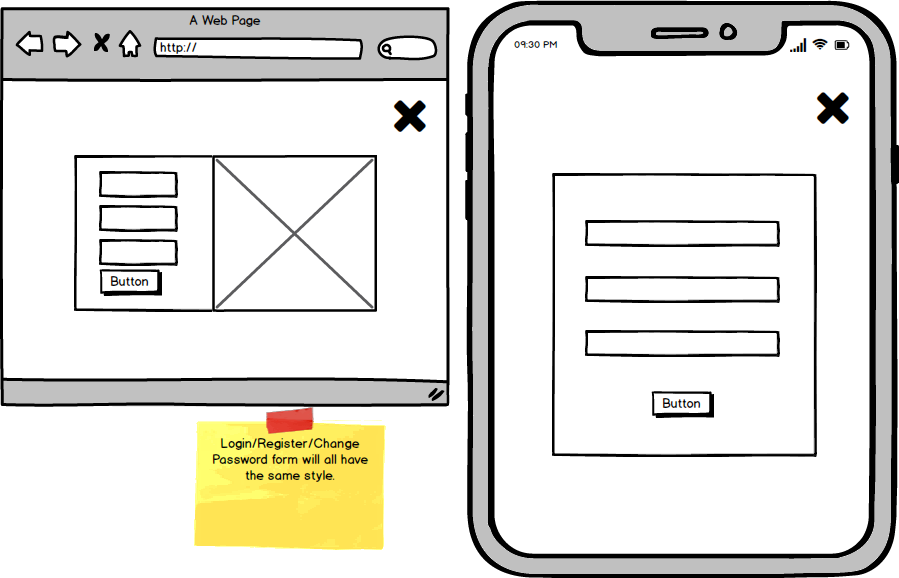 A Web Page
http://
Button
Login/Register/Change
Password form will all have
the same style.
09:30 PM
Button